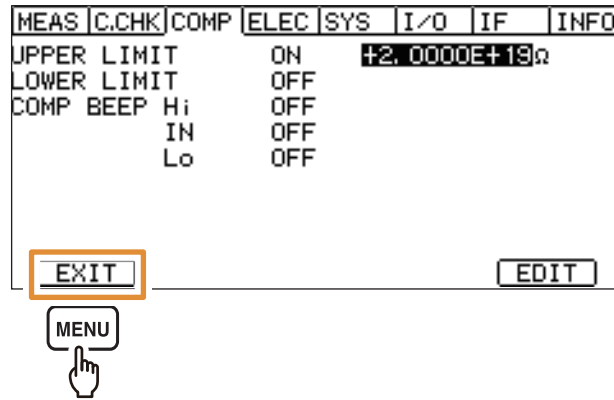 MEAS C.CHK COMP ELEC SYS I/O IF INFO
UPPER LIMIT ON +2.0000E+19Ω
LOWER LIMIT OFF
COMP BEEP Hi OFF
IN OFF
Lo OFF
EXIT EDIT
MENU